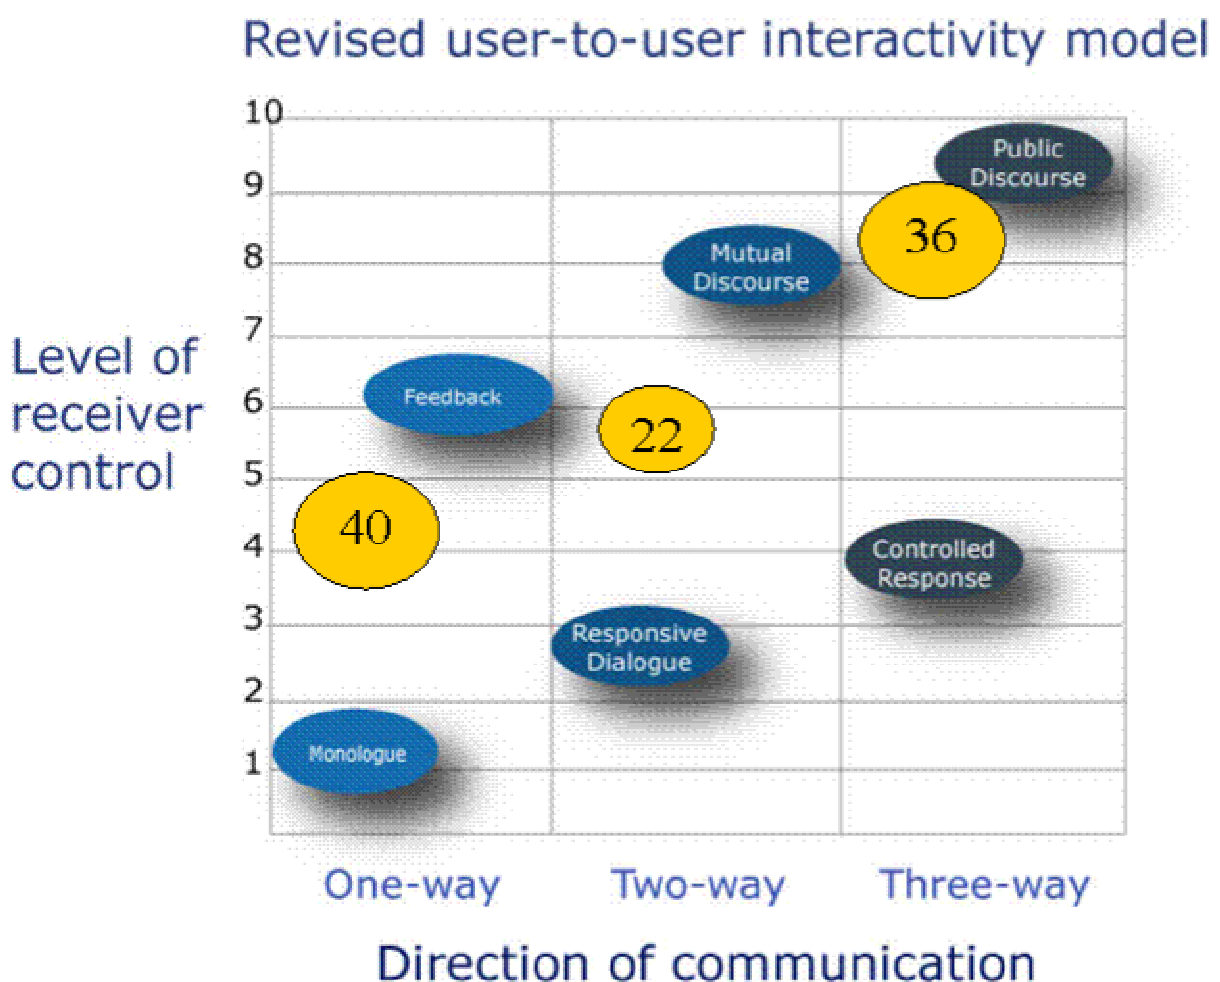 Revised user-to-user interactivity model
10
Public
Discourse
9
36
8
Mutual
Discourse
7
Level of
receiver
control
6
Feedback
22
5
40
4
Controlled
Response
3
Responsive
Dialogue
2
Monologue
1
One-way
Two-way
Three-way
Direction of communication